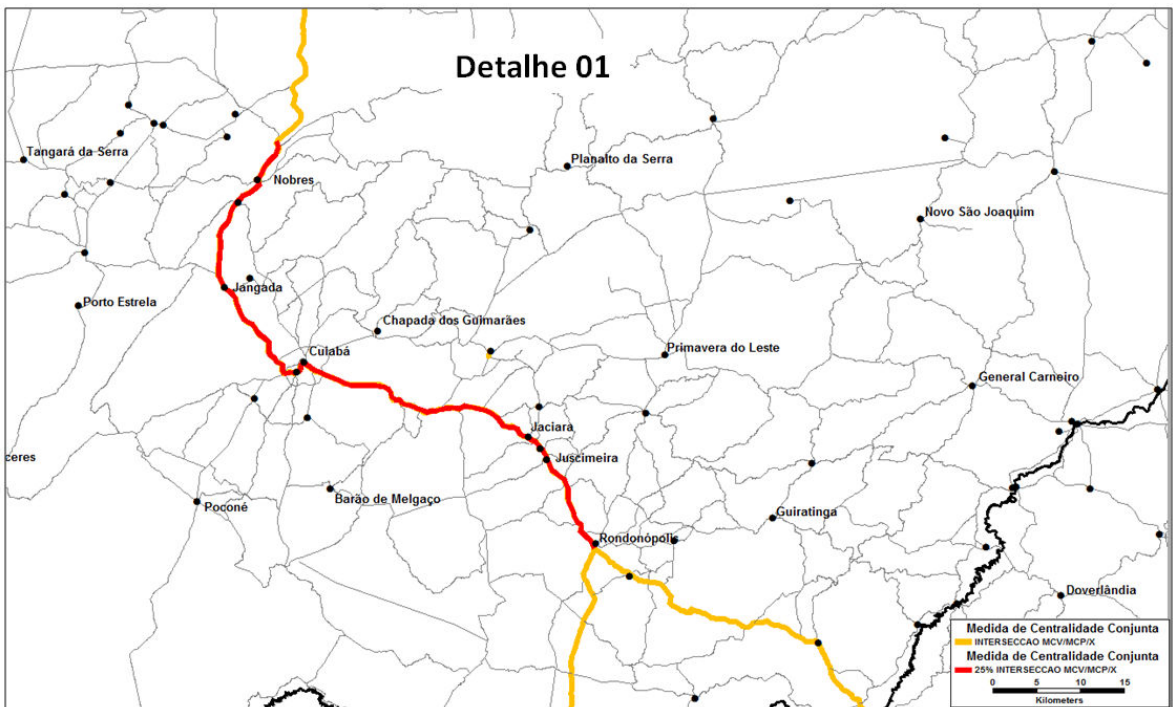 Detalhe 01
Tangará da Serra
Planalto da Serra
Nobres
Novo São Joaquim
Jangada
Porto Estrela
Chapada dos Guimarães
Cuiabá
Primavera do Leste
General Carneiro
Jaciara
Juscimeira
ceres
Barão de Melgaço
Poconé
Guiratinga
Rondonópolis
Doverlândia
Medida de Centralidade Conjunta
INTERSECCAO MCV/MCP/X
Medida de Centralidade Conjunta
25% INTERSECCAO MCV/MCP/X
0 5 10 15
Kilometers